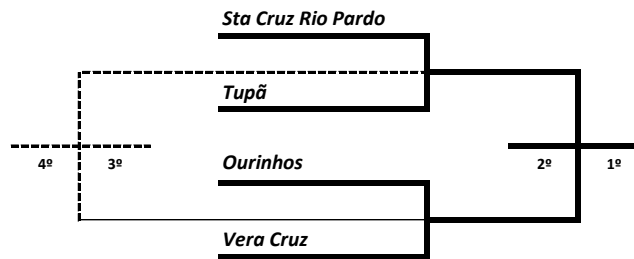 Sta Cruz Rio Pardo
Tupã
4º 3º 2º 1º
Ourinhos
Vera Cruz